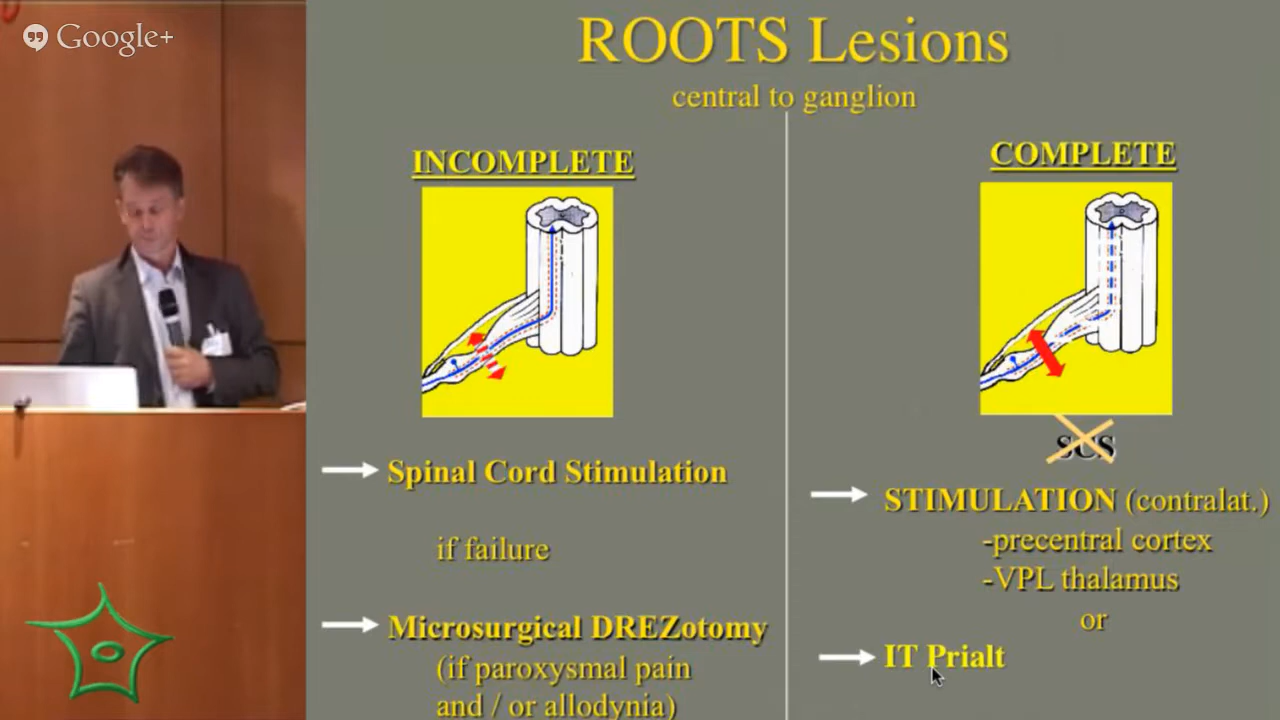 Google+
ROOTS Lesions
central to ganglion
INCOMPLETE
Spinal Cord Stimulation
if failure
Microsurgical DREZotomy
(if paroxysmal pain
and / or allodynia)
COMPLETE
SCS
STIMULATION (contralat.)
-precentral cortex
-VPL thalamus
or
IT Prialt